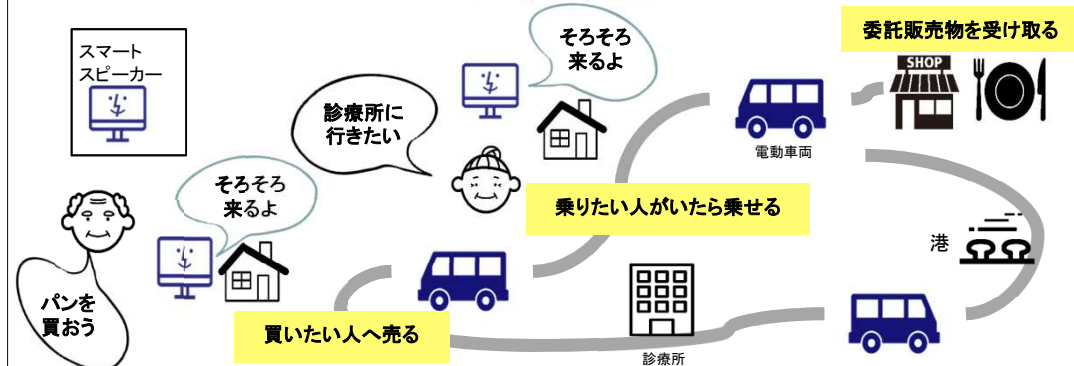 スマート
スピーカー
そろそろ
来るよ
委託販売物を受け取る
SHOP
診療所に
行きたい
電動車両
そろそろ
来るよ
乗りたい人がいたら乗せる
港
パンを
買おう
買いたい人へ売る
診療所